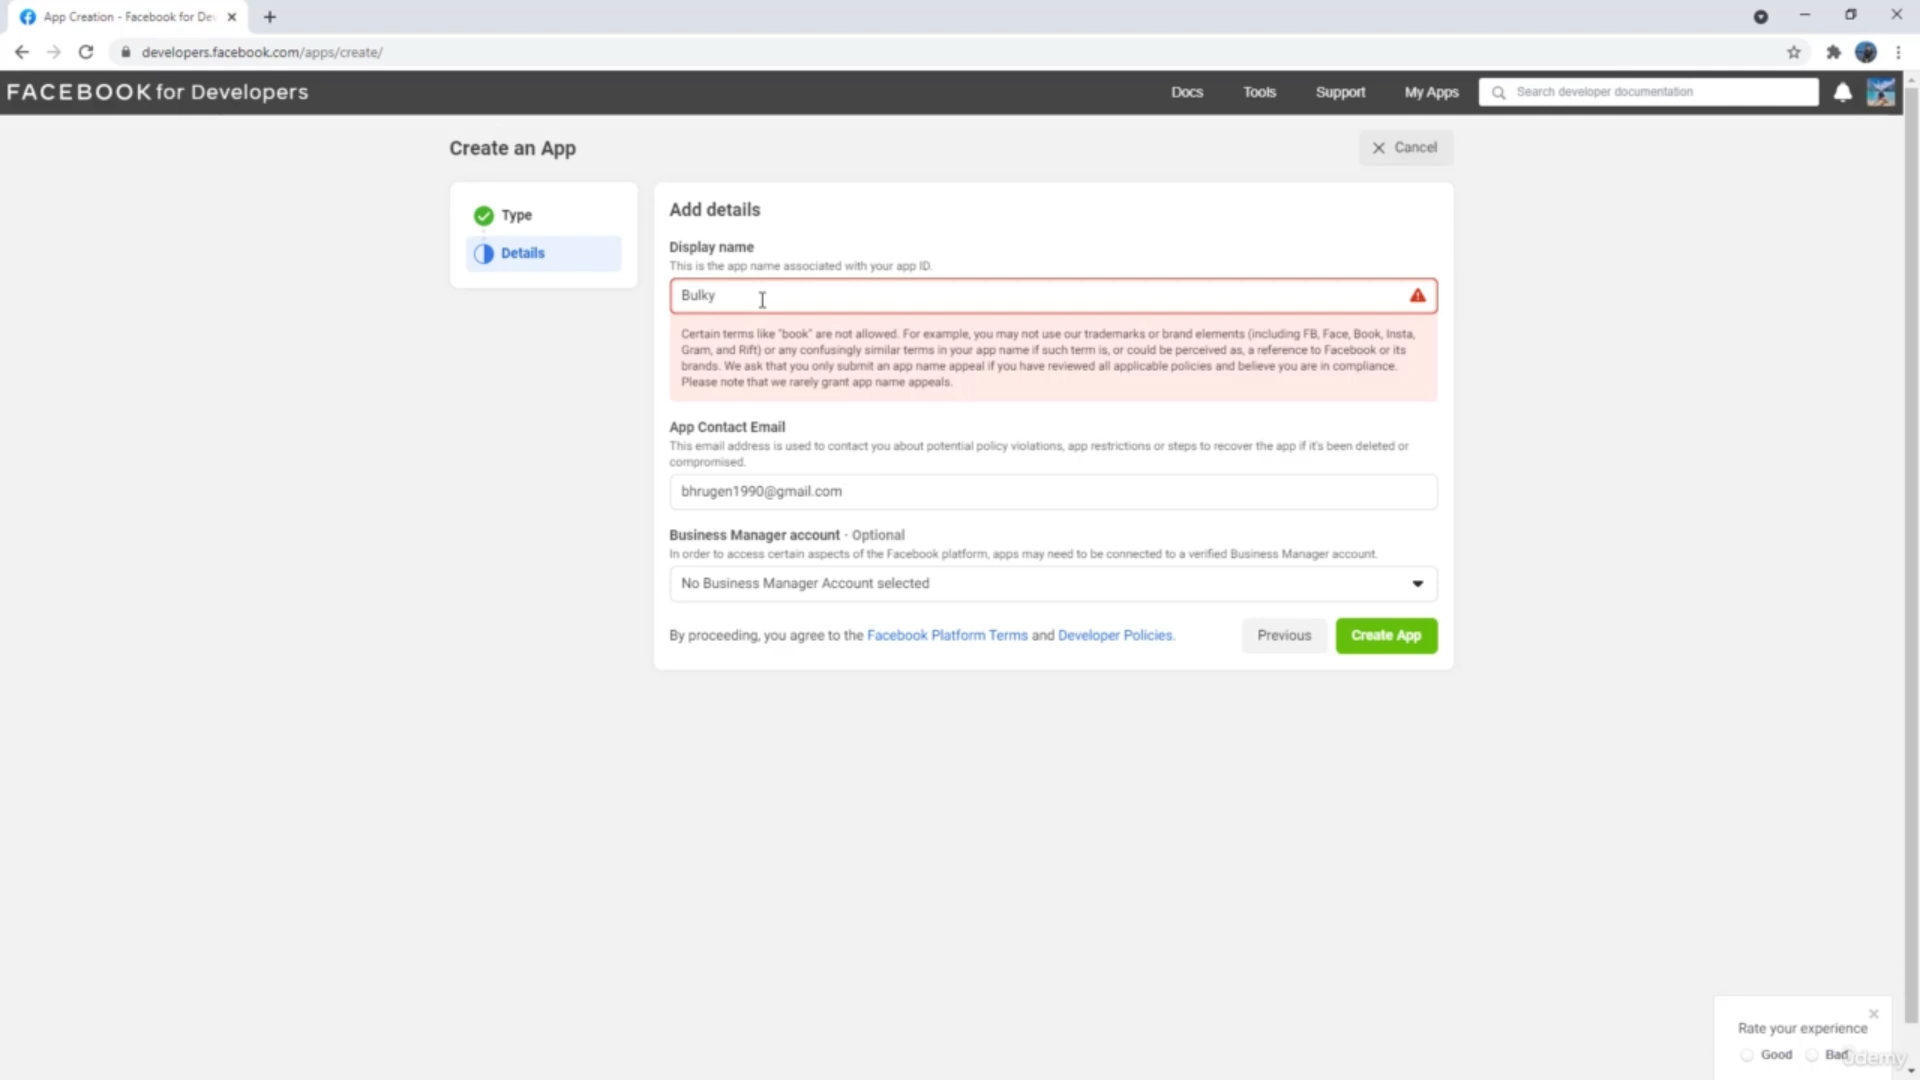 App Creation - Facebook for De
developers.facebook.com/apps/create/
FACEBOOK for Developers
Docs
Tools
Support
My Apps
Search developer documentation
Create an App
Cancel
Type
Details
Add details
Display name
This is the app name associated with your app ID.
Bulky
Certain terms like "book" are not allowed. For example, you may not use our trademarks or brand elements (including FB, Face, Book, Insta,
Gram, and Rift) or any confusingly similar terms in your app name if such term is, or could be perceived as, a reference to Facebook or its
brands. We ask that you only submit an app name appeal if you have reviewed all applicable policies and believe you are in compliance.
Please note that we rarely grant app name appeals.
App Contact Email
This email address is used to contact you about potential policy violations, app restrictions or steps to recover the app if it's been deleted or
compromised.
bhrugen1990@gmail.com
Business Manager account · Optional
In order to access certain aspects of the Facebook platform, apps may need to be connected to a verified Business Manager account.
No Business Manager Account selected
By proceeding, you agree to the Facebook Platform Terms and Developer Policies.
Previous
Create App
Rate your experience
Good
Bad
Udemy